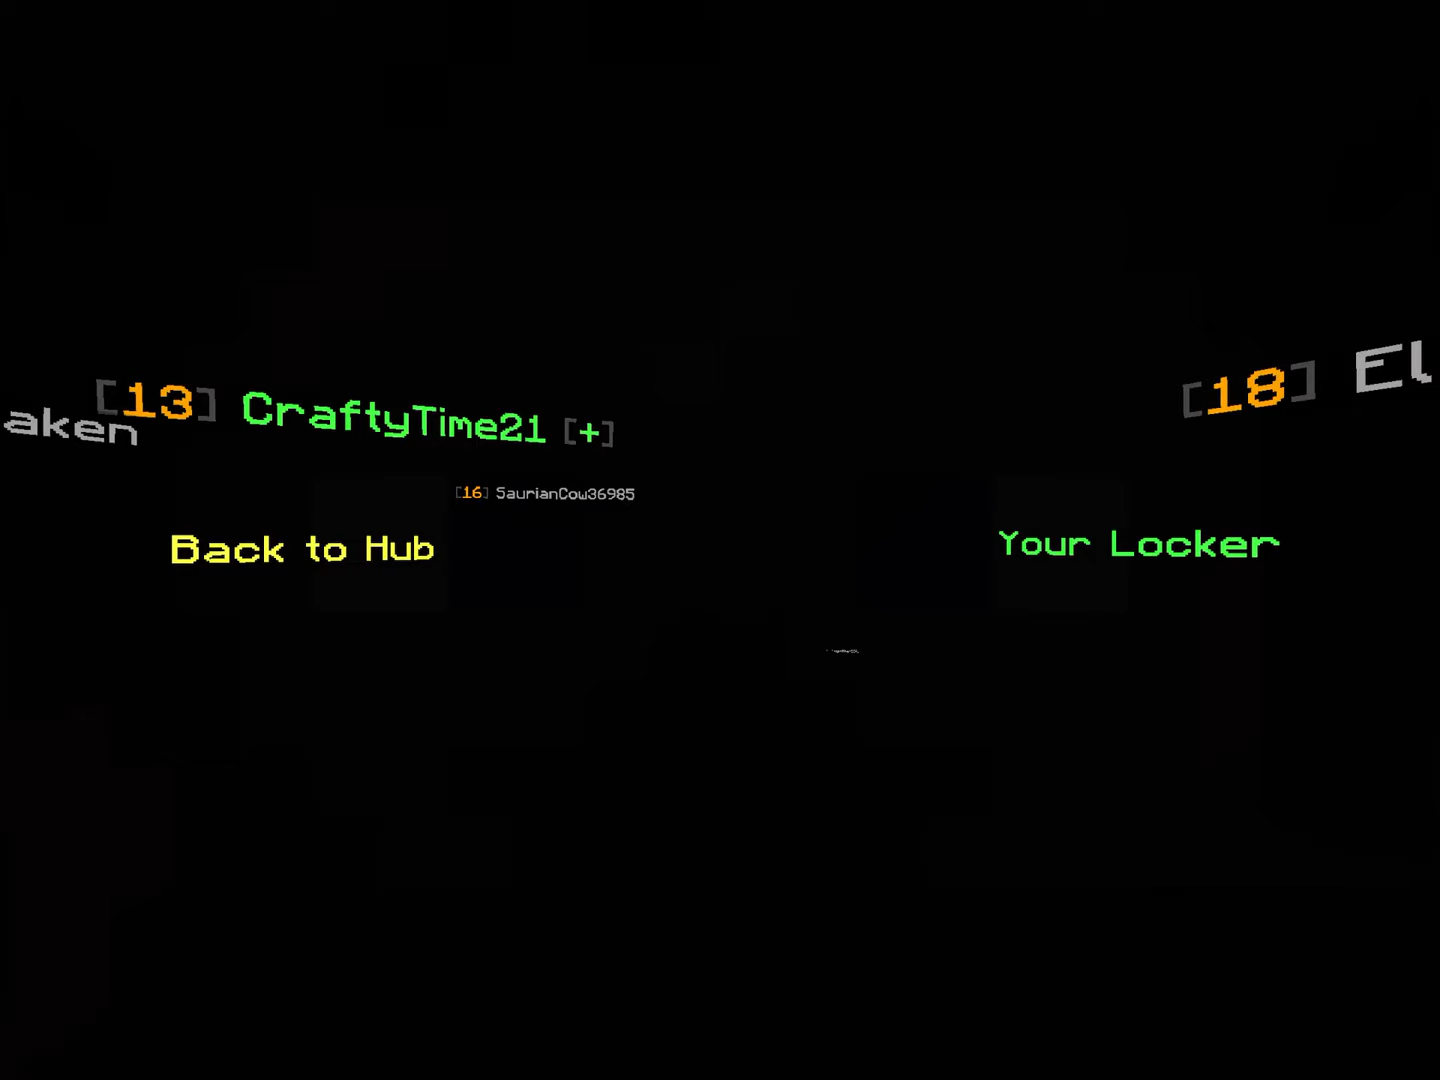 [13] CraftyTime21 [+]
[18] El
aken
[16] SaurianCow36985
Back to Hub
Your Locker